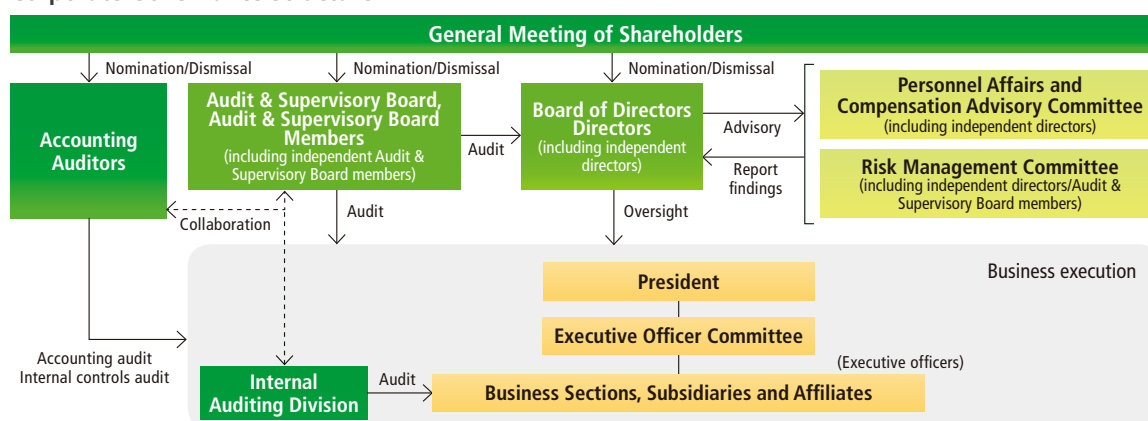 General Meeting of Shareholders
Nomination/Dismissal
Nomination/Dismissal
Nomination/Dismissal
Accounting
Auditors
Audit & Supervisory Board,
Audit & Supervisory Board
Members
(including independent Audit &
Supervisory Board members)
Audit
Board of Directors
Directors
(including independent
directors)
Advisory
Report
findings
Personnel Affairs and
Compensation Advisory Committee
(including independent directors)
Risk Management Committee
(including independent directors/Audit &
Supervisory Board members)
Collaboration
Audit
Oversight
Business execution
President
Executive Officer Committee
(Executive officers)
Accounting audit
Internal controls audit
Internal
Auditing Division
Audit
Business Sections, Subsidiaries and Affiliates